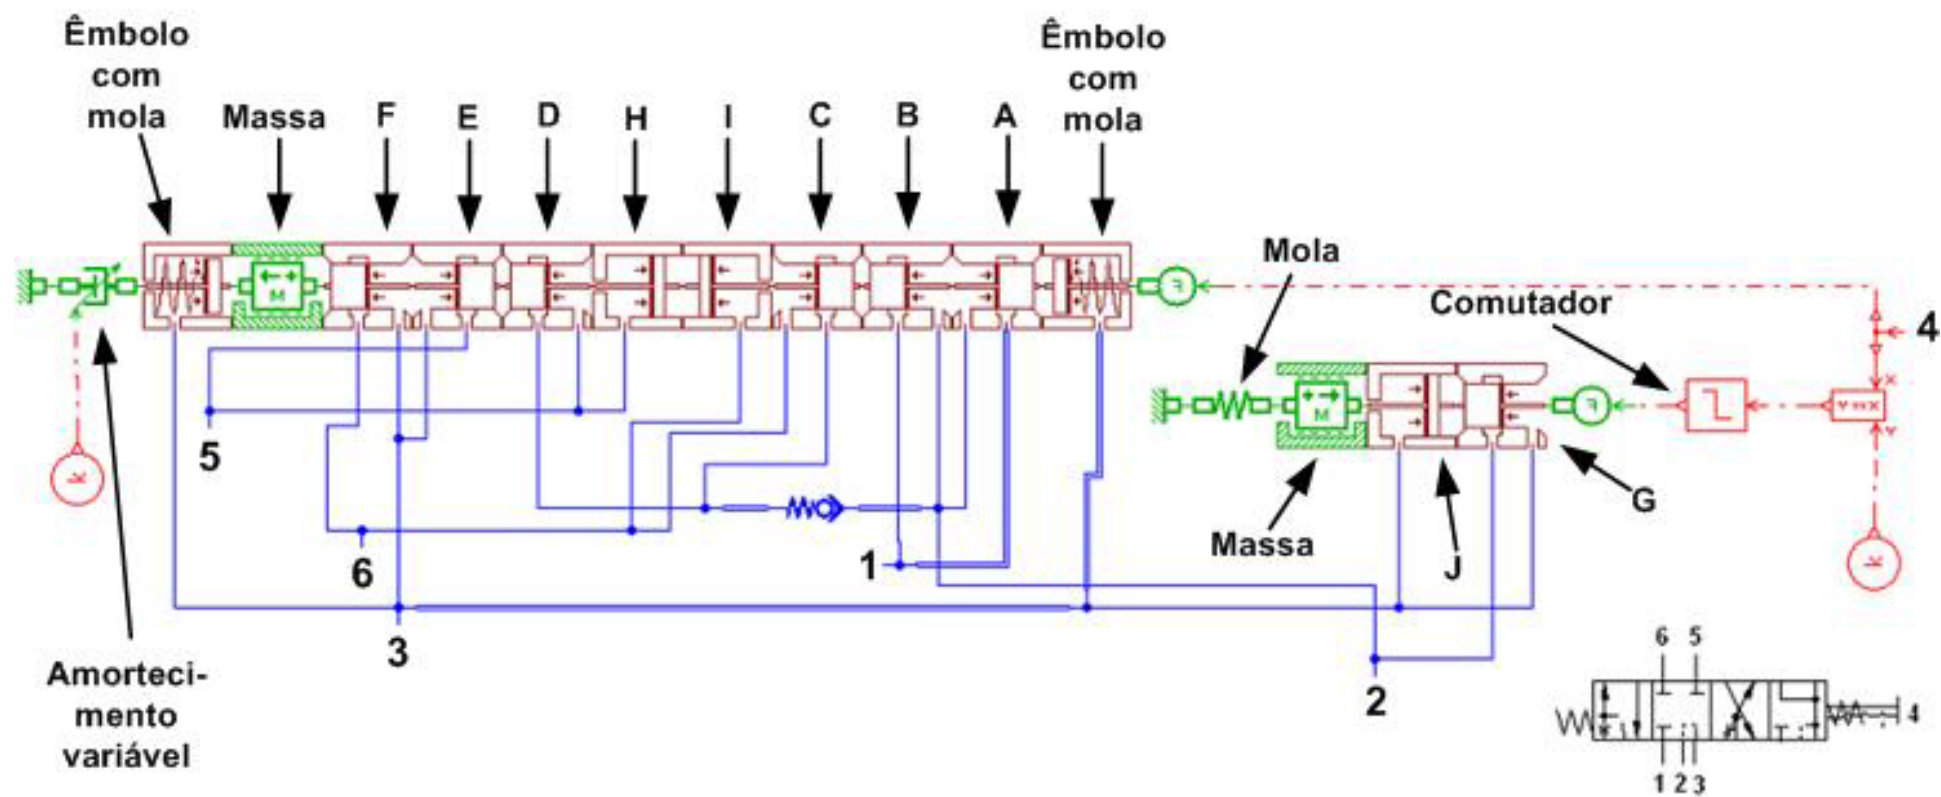 Êmbolo
com
mola
Massa
F
E
D
H
I
C
B
A
Êmbolo
com
mola
Mola
Comutador
4
M
F
M
F
X
Y=X
Y
k
5
G
Massa
J
6
1
k
3
2
Amorteci-
mento
variável
6 5
4
1 2 3